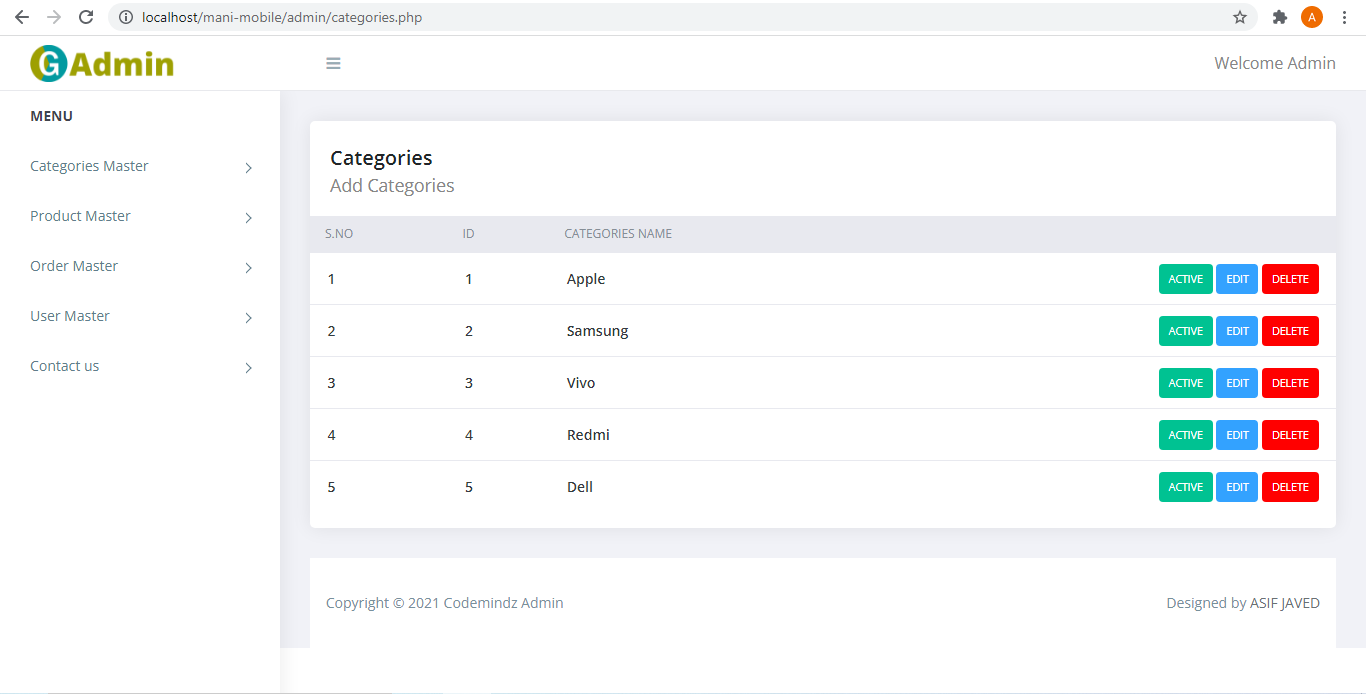 localhost/mani-mobile/admin/categories.php
A
G Admin
Welcome Admin
MENU
Categories Master
Product Master
Order Master
User Master
Contact us
Categories
Add Categories
S.NO ID CATEGORIES NAME
1 1 Apple ACTIVE EDIT DELETE
2 2 Samsung ACTIVE EDIT DELETE
3 3 Vivo ACTIVE EDIT DELETE
4 4 Redmi ACTIVE EDIT DELETE
5 5 Dell ACTIVE EDIT DELETE
Copyright © 2021 Codemindz Admin
Designed by ASIF JAVED